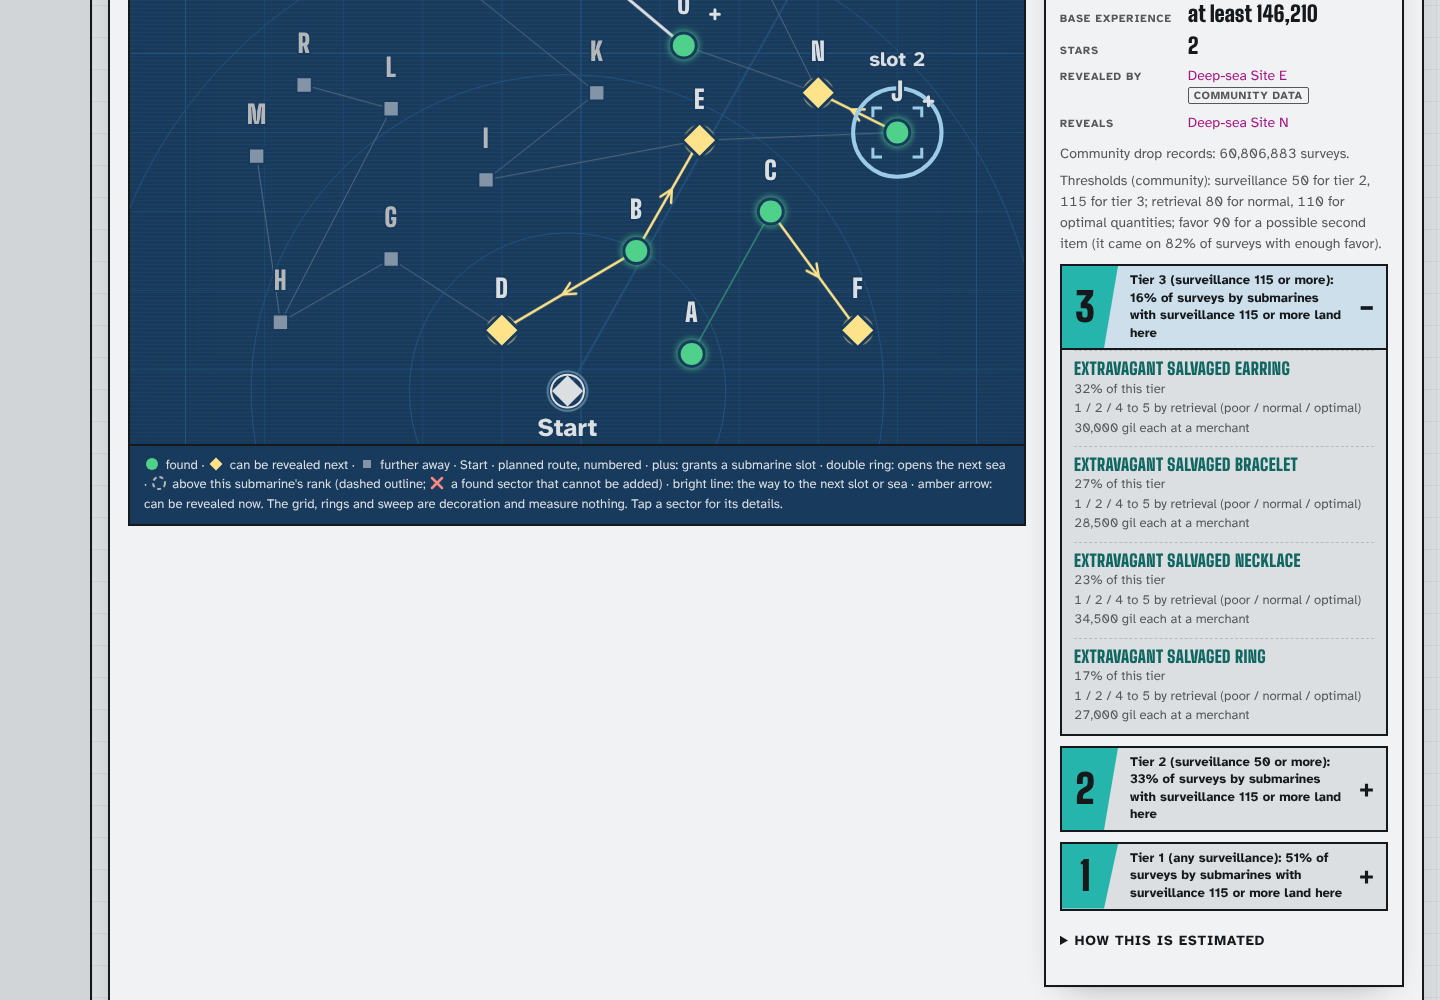 +
R
L
K
N
slot 2
M
E
J
+
I
C
B
G
H
D
F
A
Start
found · can be revealed next · further away · Start · planned route, numbered · plus: grants a submarine slot · double ring: opens the next sea
· above this submarine's rank (dashed outline; ❌ a found sector that cannot be added) · bright line: the way to the next slot or sea · amber arrow:
can be revealed now. The grid, rings and sweep are decoration and measure nothing. Tap a sector for its details.
BASE EXPERIENCE at least 146,210
STARS 2
REVEALED BY Deep-sea Site E
COMMUNITY DATA
REVEALS Deep-sea Site N
Community drop records: 60,806,883 surveys.
Thresholds (community): surveillance 50 for tier 2,
115 for tier 3; retrieval 80 for normal, 110 for
optimal quantities; favor 90 for a possible second
item (it came on 82% of surveys with enough favor).
3
Tier 3 (surveillance 115 or more):
16% of surveys by submarines
with surveillance 115 or more land
here
−
EXTRAVAGANT SALVAGED EARRING
32% of this tier
1 / 2 / 4 to 5 by retrieval (poor / normal / optimal)
30,000 gil each at a merchant
EXTRAVAGANT SALVAGED BRACELET
27% of this tier
1 / 2 / 4 to 5 by retrieval (poor / normal / optimal)
28,500 gil each at a merchant
EXTRAVAGANT SALVAGED NECKLACE
23% of this tier
1 / 2 / 4 to 5 by retrieval (poor / normal / optimal)
34,500 gil each at a merchant
EXTRAVAGANT SALVAGED RING
17% of this tier
1 / 2 / 4 to 5 by retrieval (poor / normal / optimal)
27,000 gil each at a merchant
2
Tier 2 (surveillance 50 or more):
33% of surveys by submarines
with surveillance 115 or more land
here
+
1
Tier 1 (any surveillance): 51% of
surveys by submarines with
surveillance 115 or more land here
+
▶ HOW THIS IS ESTIMATED